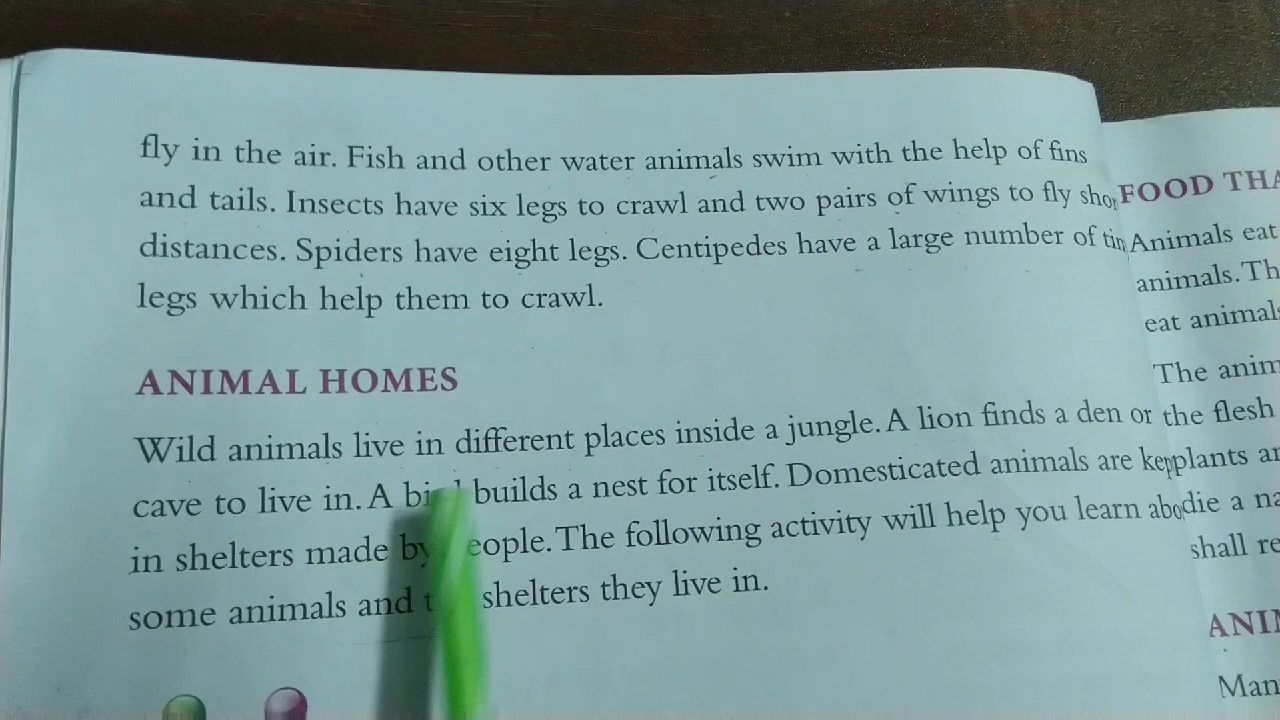 fly in the air. Fish and other water animals swim with the help of fins
and tails. Insects have six legs to crawl and two pairs of wings to fly
distances. Spiders have eight legs. Centipedes have a large number of
legs which help them to crawl.
ANIMAL HOMES
Wild animals live in different places inside a jungle. A lion finds a den or
cave to live in. A builds a nest for itself. Domesticated animals are
in shelters made by The following activity will help you learn
some animals and shelters they live in.
FOOD
Animals eat
animals.
eat
The
the flesh
plants
die a
shall